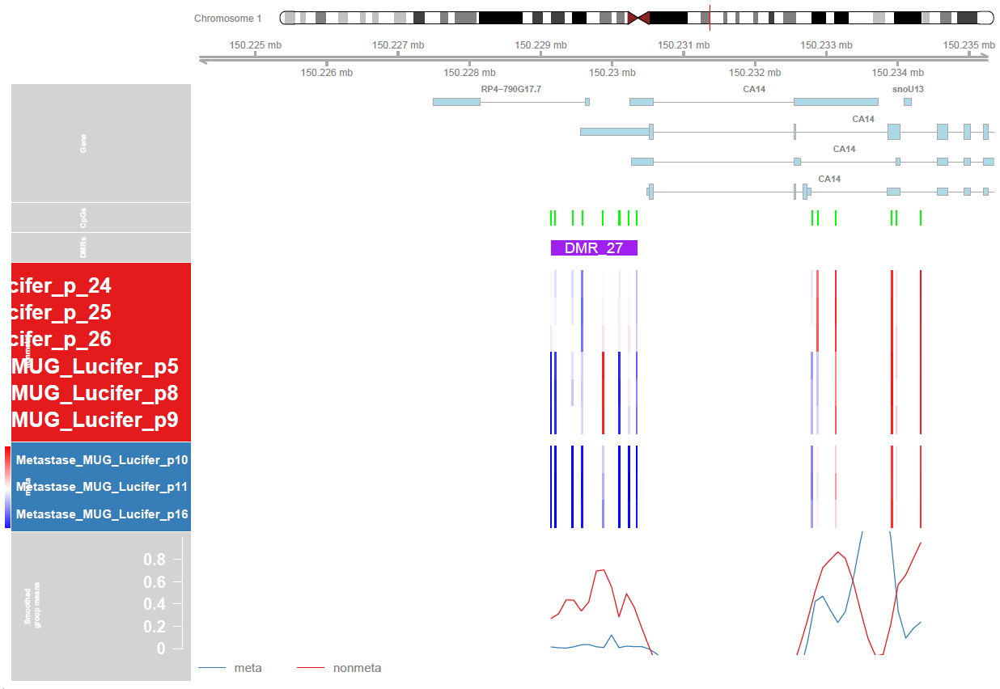 Chromosome 1
150.225 mb
150.227 mb
150.229 mb
150.231 mb
150.233 mb
150.235 mb
150.226 mb
150.228 mb
150.23 mb
150.232 mb
150.234 mb
Gene
RP4−790G17.7
CA14
snoU13
CA14
CA14
CA14
CpGs
DMRs
DMR_27
cifer_p_24
cifer_p_25
cifer_p_26
MUG_Lucifer_p5
MUG_Lucifer_p8
MUG_Lucifer_p9
Metastase_MUG_Lucifer_p10
meta
Metastase_MUG_Lucifer_p11
Metastase_MUG_Lucifer_p16
Smoothed
group means
0.8
0.6
0.4
0.2
0
meta
nonmeta